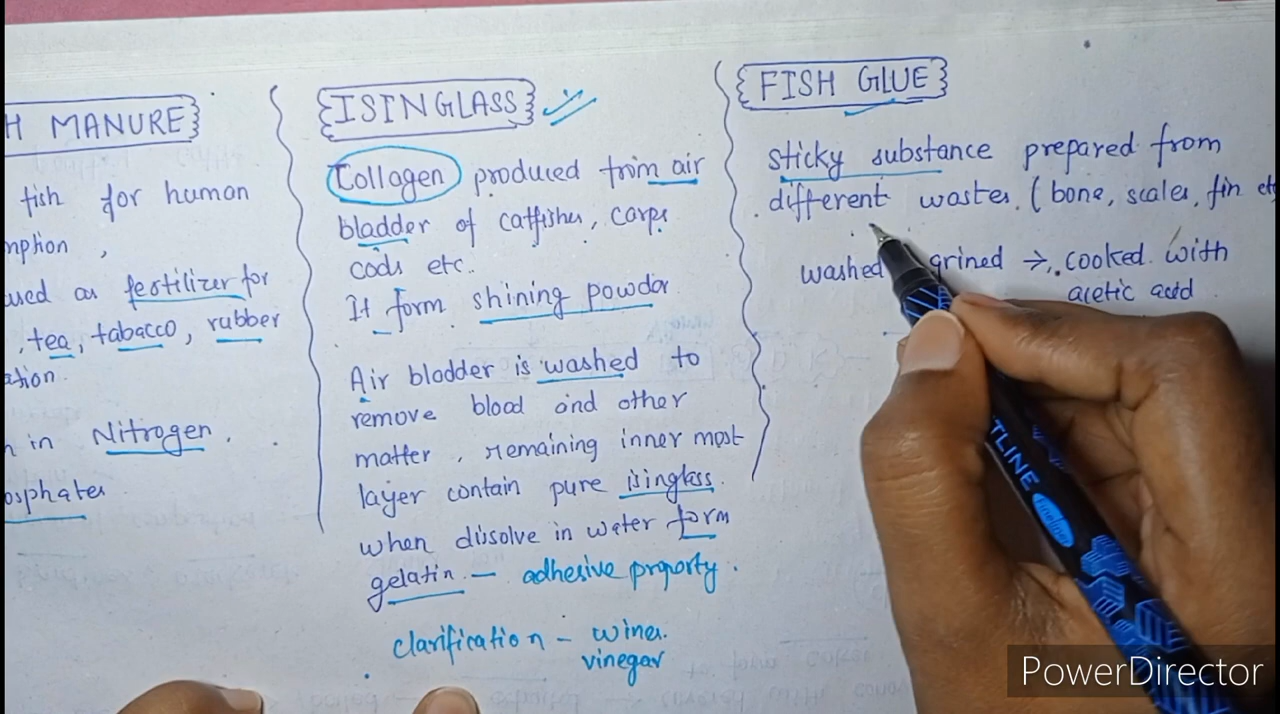 H MANURE
fish for human
mption,
used as fertilizer for
, tea, tabacco, rubber
ation.
in Nitrogen.
osphates
ISINGLASS
Collagen produced from air
bladder of catfishes, carps
cods etc.
It form shining powder
Air bladder is washed to
remove blood and other
matter, remaining inner most
layer contain pure isinglass.
when dissolve in water form
gelatin. — adhesive property.
clarification - wines.
vinegar
FISH GLUE
sticky substance prepared from
different wastes. (bone, scales, fin etc
washed grined → cooked with
acetic acid
TLINE
PowerDirector